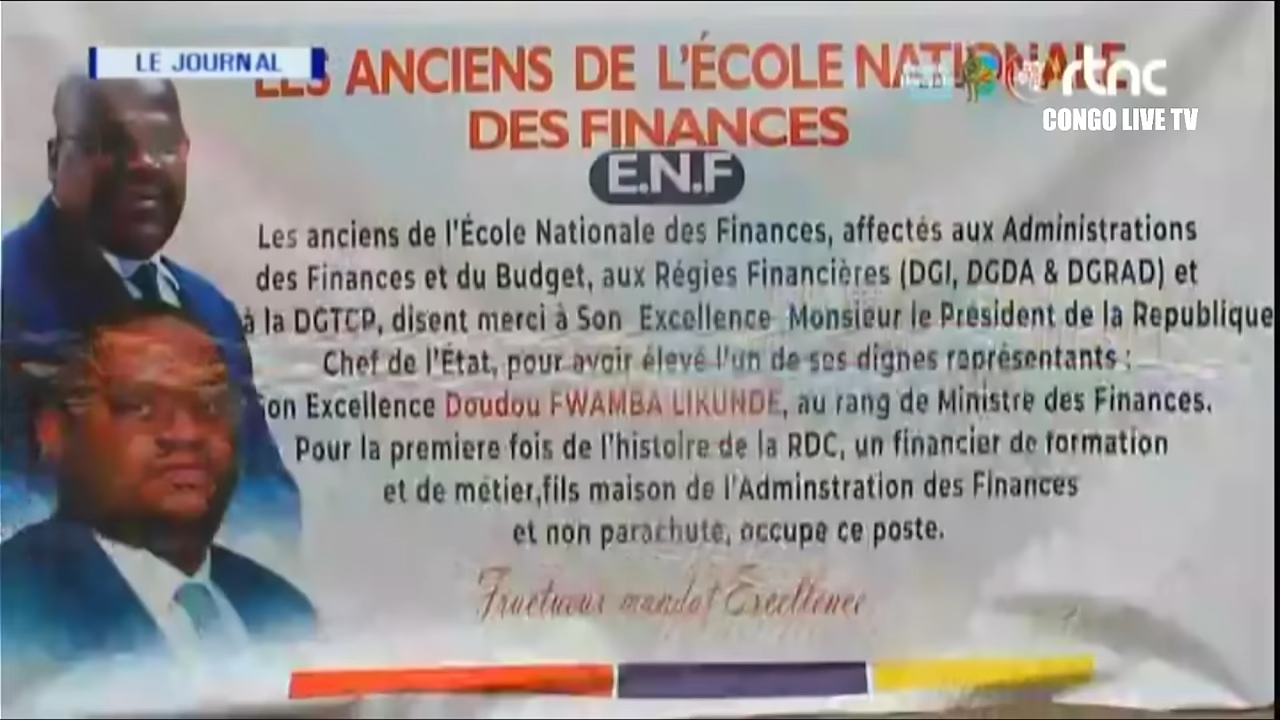 LE JOURNAL
LES ANCIENS DE L'ÉCOLE NATIONALE
rtnc
CONGO LIVE TV
DES FINANCES
E.N.F
Les anciens de l'École Nationale des Finances, affectés aux Administrations
des Finances et du Budget, aux Régies Financières (DGI, DGDA & DGRAD) et
à la DGTCP, disent merci à Son Excellence Monsieur le Président de la Republique
Chef de l'État, pour avoir élevé l'un de ses dignes représentants :
Son Excellence Doudou FWAMBA LIKUNDE, au rang de Ministre des Finances.
Pour la premiere fois de l'histoire de la RDC, un financier de formation
et de métier,fils maison de l'Adminstration des Finances
et non parachuté, occupe ce poste.
Fructueux mandat Excellence